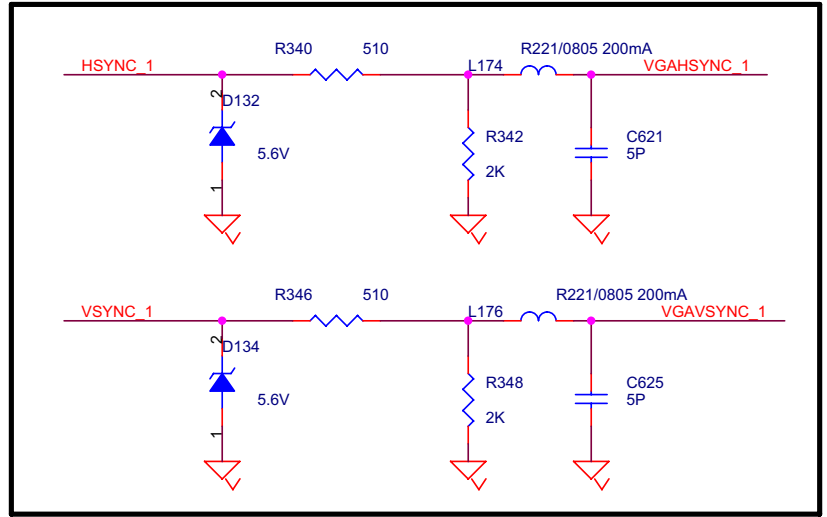 R340 510 R221/0805 200mA
HSYNC_1 L174 VGAHSYNC_1
2
D132
R342 C621
5.6V 5P
2K
1
R346 510 R221/0805 200mA
VSYNC_1 L176 VGAVSYNC_1
2
D134
R348 C625
5.6V 5P
2K
1